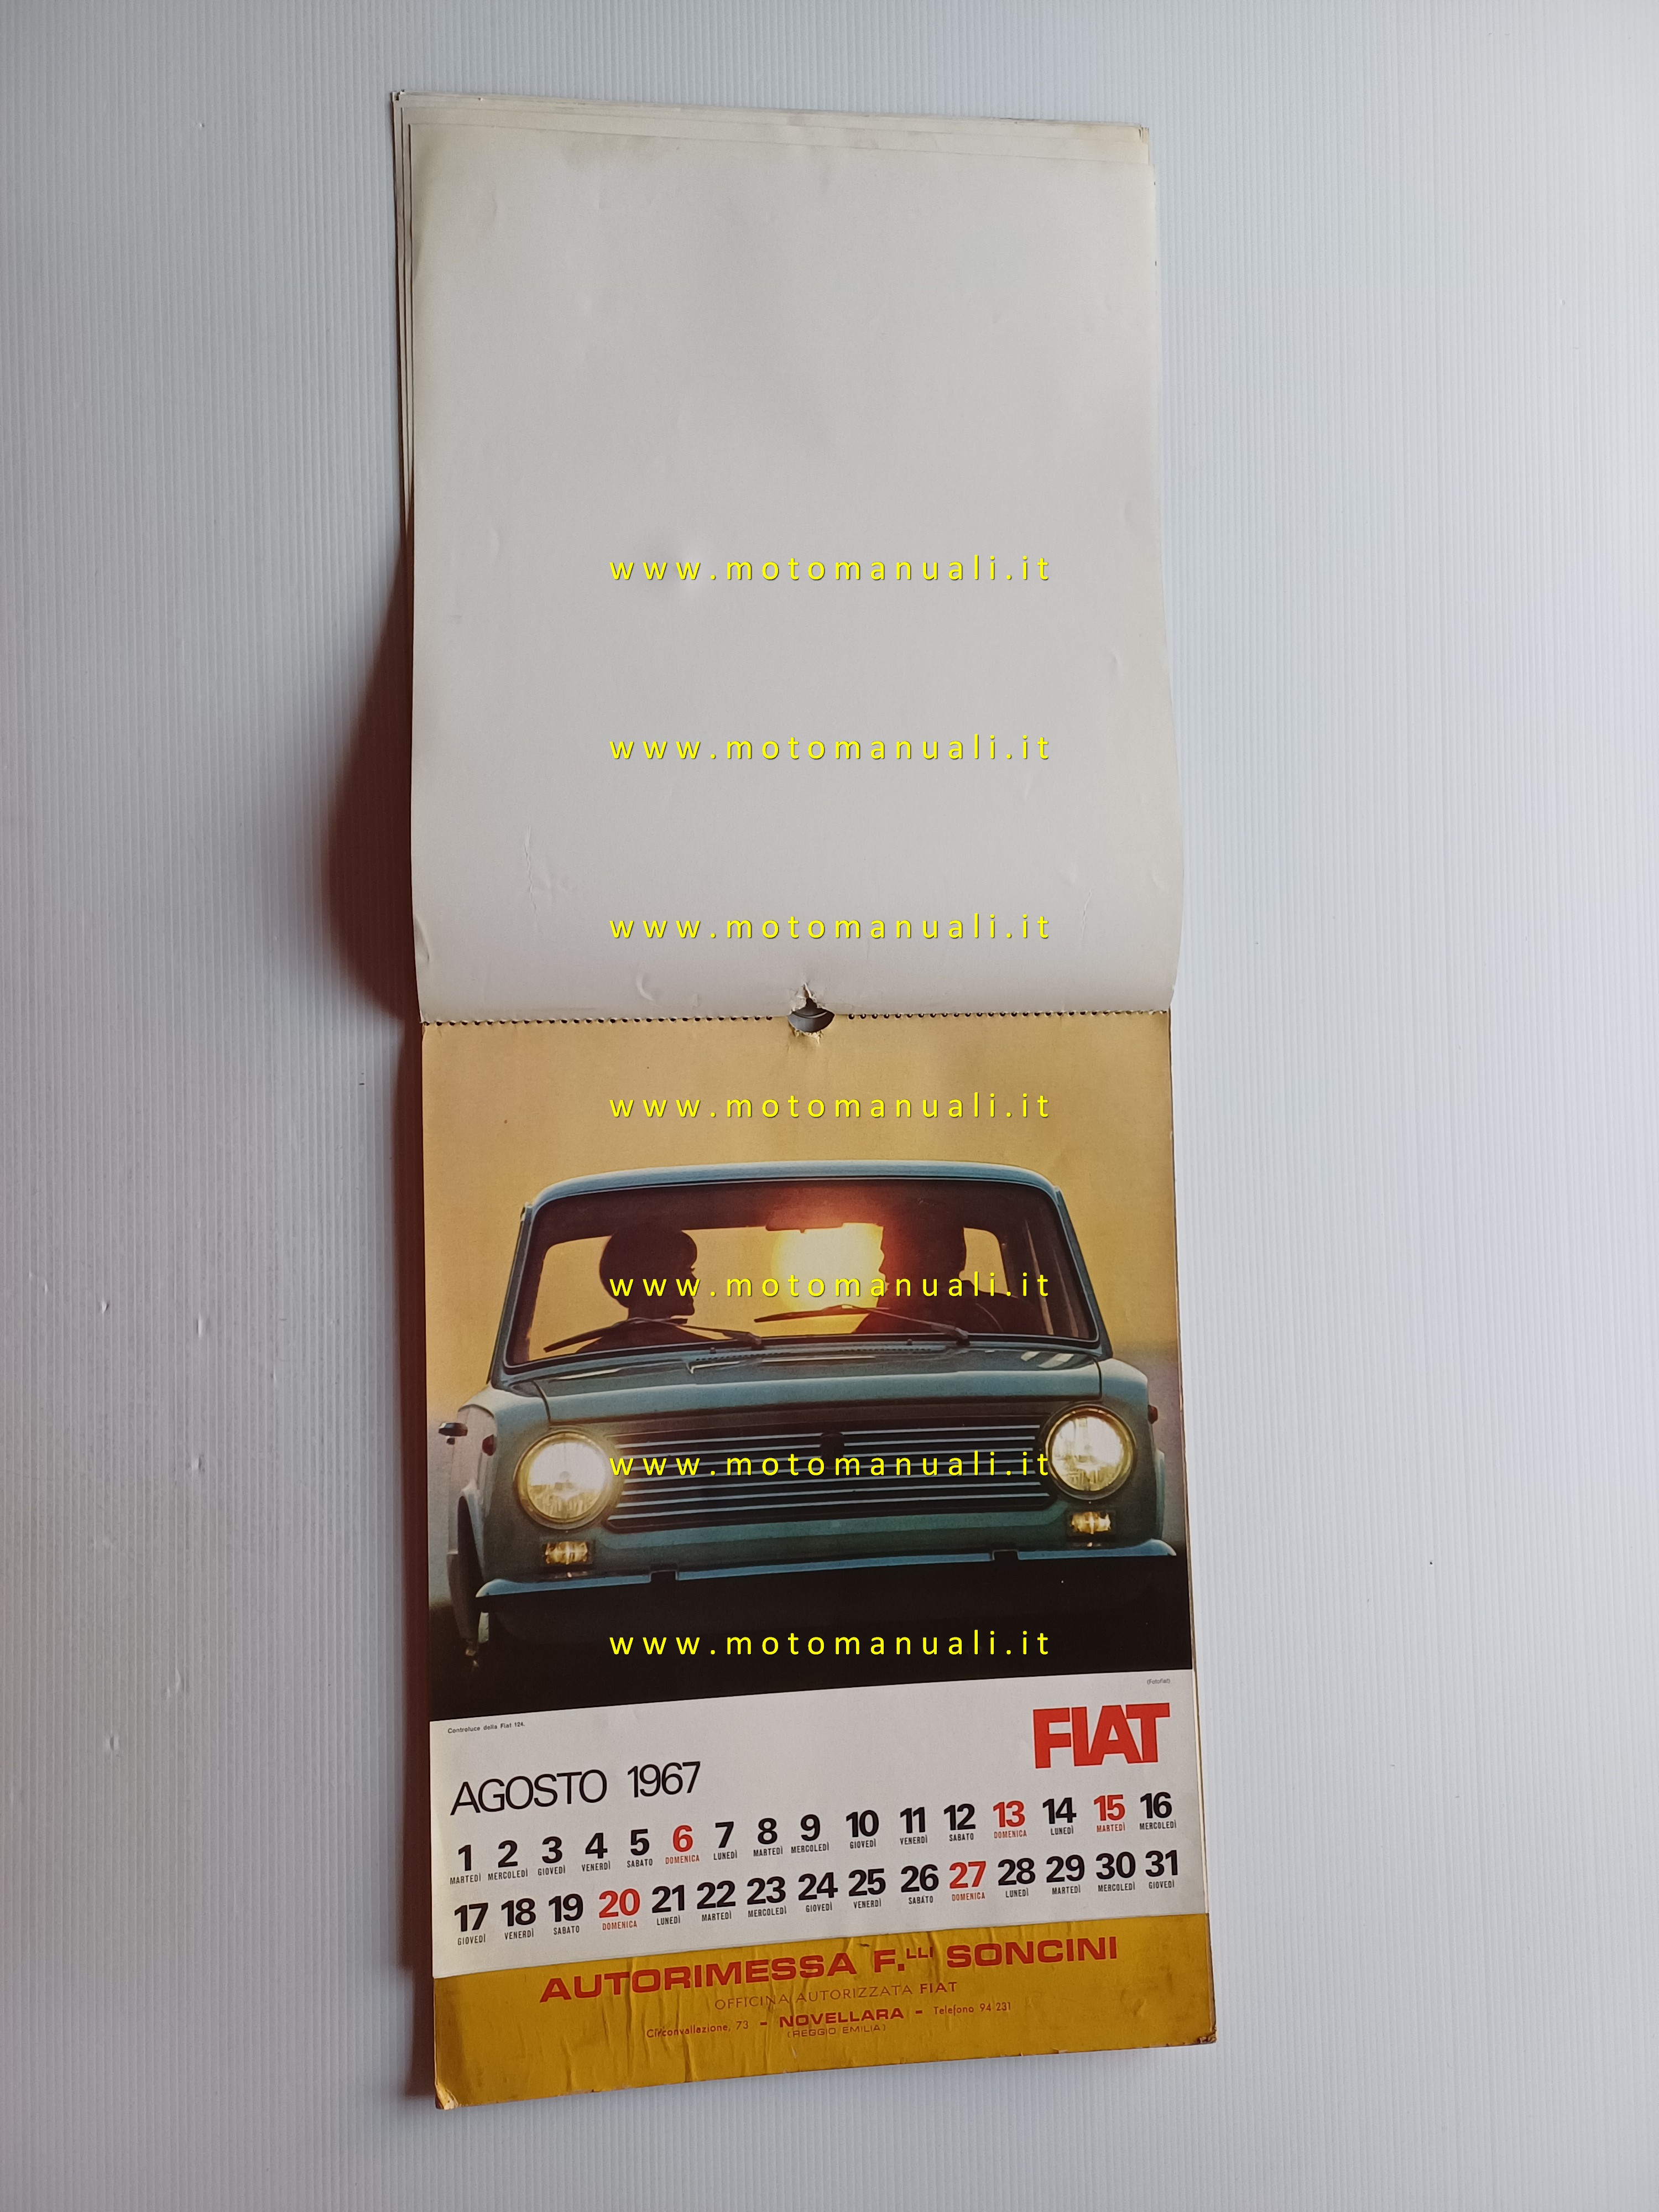 www.motomanuali.it
www.motomanuali.it
www.motomanuali.it
www.motomanuali.it
www.motomanuali.it
www.motomanuali.it
www.motomanuali.it
(Fotofiat)
Controluce della Fiat 124.
FIAT
AGOSTO 1967
1 2 3 4 5 6 7 8 9 10 11 12 13 14 15 16
MARTEDÌ MERCOLEDÌ GIOVEDÌ VENERDÌ SABATO DOMENICA LUNEDÌ MARTEDÌ MERCOLEDÌ GIOVEDÌ VENERDÌ SABATO DOMENICA LUNEDÌ MARTEDÌ MERCOLEDÌ
17 18 19 20 21 22 23 24 25 26 27 28 29 30 31
GIOVEDÌ VENERDÌ SABATO DOMENICA LUNEDÌ MARTEDÌ MERCOLEDÌ GIOVEDÌ VENERDÌ SABATO DOMENICA LUNEDÌ MARTEDÌ MERCOLEDÌ GIOVEDÌ
AUTORIMESSA F.LLI SONCINI
OFFICINA AUTORIZZATA FIAT
Circonvallazione, 73 - NOVELLARA - Telefono 94 231
(REGGIO EMILIA)